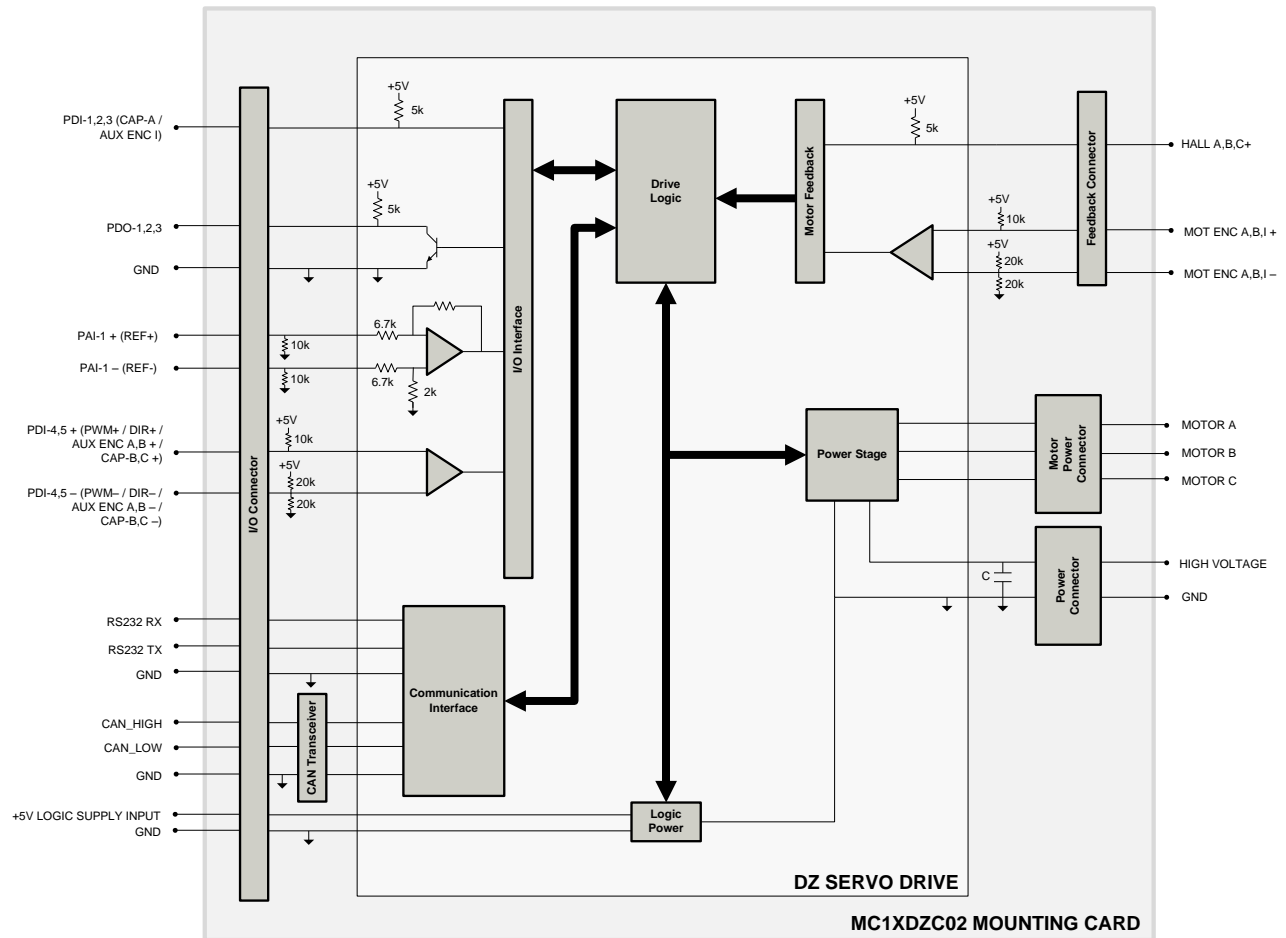 PDI-1,2,3 (CAP-A /
AUX ENC I)
PDO-1,2,3
GND
PAI-1 + (REF+)
PAI-1 – (REF-)
PDI-4,5 + (PWM+ / DIR+ /
AUX ENC A,B + /
CAP-B,C +)
PDI-4,5 – (PWM– / DIR– /
AUX ENC A,B – /
CAP-B,C –)
RS232 RX
RS232 TX
GND
CAN_HIGH
CAN_LOW
GND
+5V LOGIC SUPPLY INPUT
GND
I/O Connector
+5V
5k
+5V
5k
10k
10k
6.7k
6.7k
2k
+5V
10k
+5V
20k
20k
I/O Interface
CAN Transceiver
Communication
Interface
Drive
Logic
Logic
Power
Power Stage
Motor Feedback
+5V
5k
+5V
10k
+5V
20k
20k
Feedback Connector
HALL A,B,C+
MOT ENC A,B,I +
MOT ENC A,B,I –
Motor
Power
Connector
MOTOR A
MOTOR B
MOTOR C
C
Power
Connector
HIGH VOLTAGE
GND
DZ SERVO DRIVE
MC1XDZC02 MOUNTING CARD